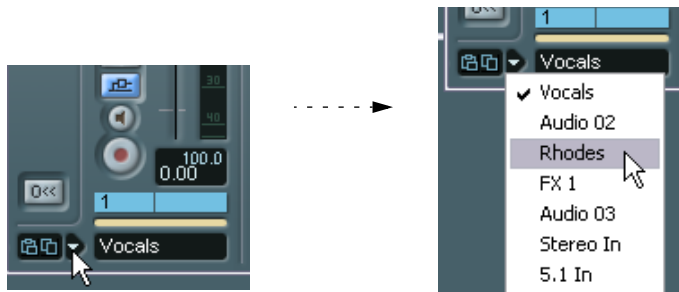 30
40
100.0
0.00
0<<
1
Vocals
0<<
1
Vocals
Vocals
Audio 02
Rhodes
FX 1
Audio 03
Stereo In
5.1 In